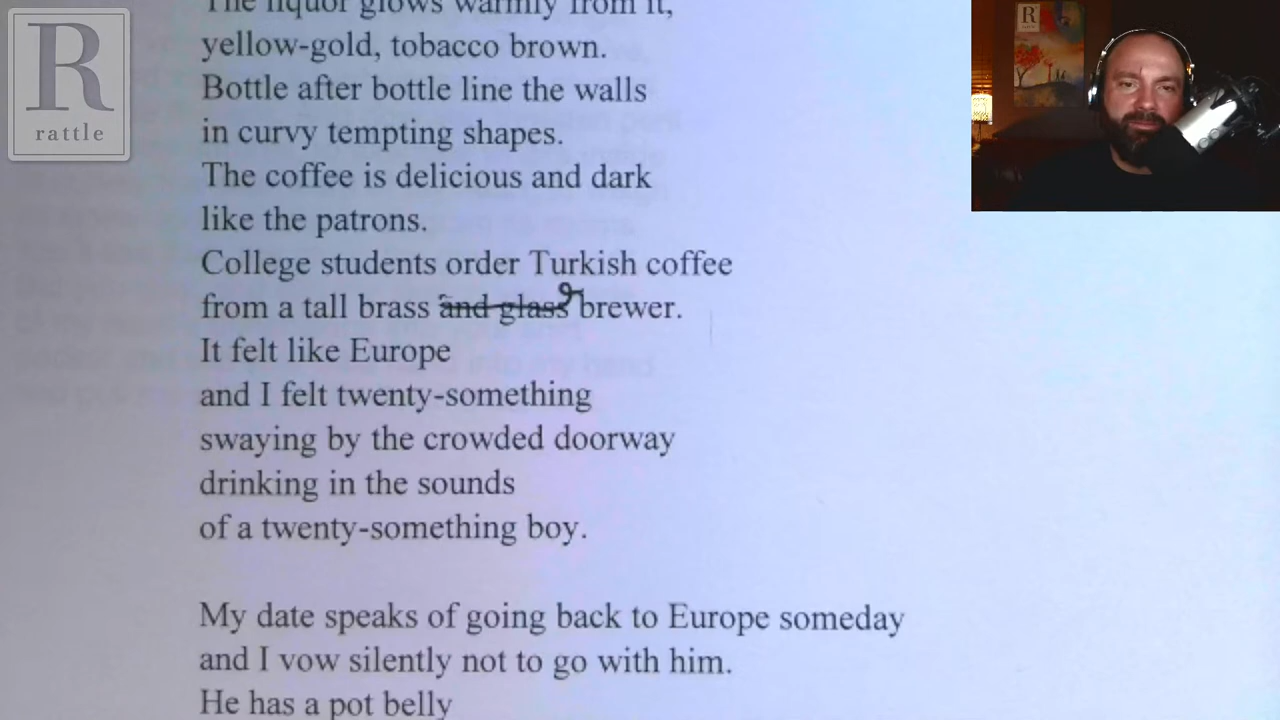 R
rattle
The liquor glows warmly from it,
yellow-gold, tobacco brown.
Bottle after bottle line the walls
in curvy tempting shapes.
The coffee is delicious and dark
like the patrons.
College students order Turkish coffee
from a tall brass and glass brewer.
It felt like Europe
and I felt twenty-something
swaying by the crowded doorway
drinking in the sounds
of a twenty-something boy.
My date speaks of going back to Europe someday
and I vow silently not to go with him.
He has a pot belly